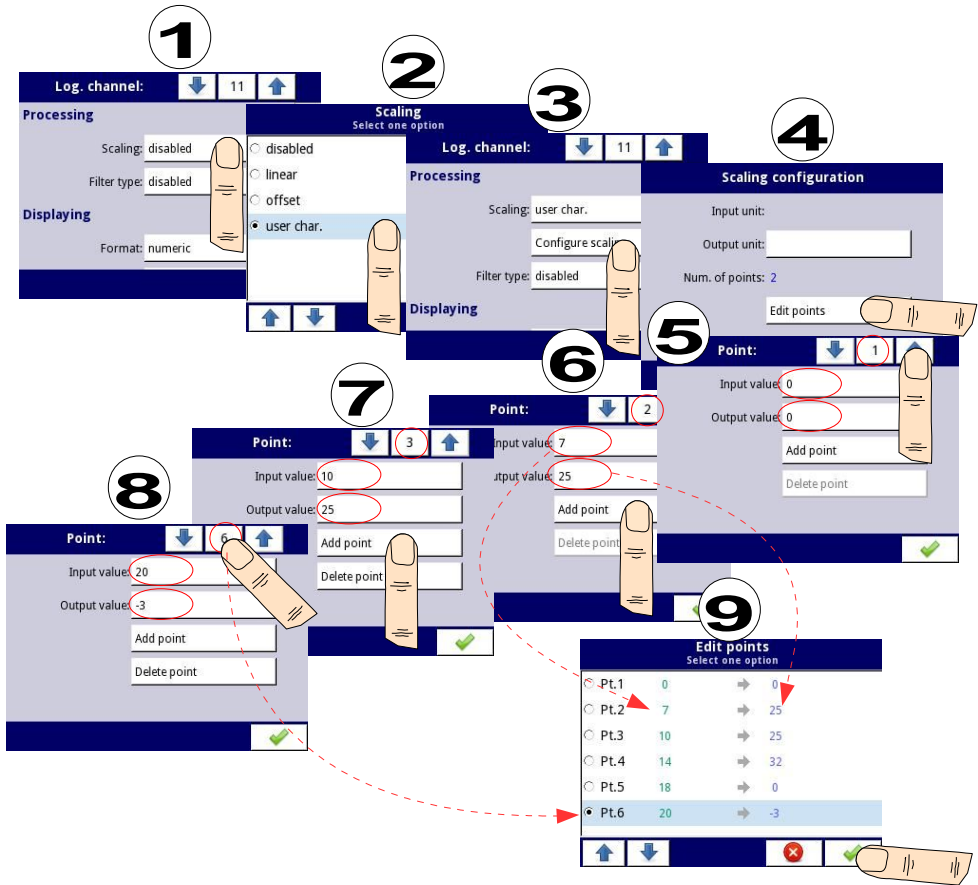 1
Log. channel:
11
Processing
Scaling: disabled
Filter type: disabled
Displaying
Format: numeric
2
Scaling
Select one option
disabled
linear
offset
user char.
3
Log. channel:
11
Processing
Scaling: user char.
Configure
Filter type: disabled
Displaying
4
Scaling configuration
Input unit:
Output unit:
Num. of points: 2
Edit points
5
Point:
1
Input value: 0
Output value: 0
Add point
Delete point
6
Point:
2
Input value: 7
25
Add point
Delete point
7
Point:
3
Input value: 10
Output value: 25
Add point
Delete point
8
Point:
6
Input value: 20
Output value: -3
Add point
Delete point
9
Edit points
Select one option
Pt.1 0 0
Pt.2 7 25
Pt.3 10 25
Pt.4 14 32
Pt.5 18 0
Pt.6 20 -3